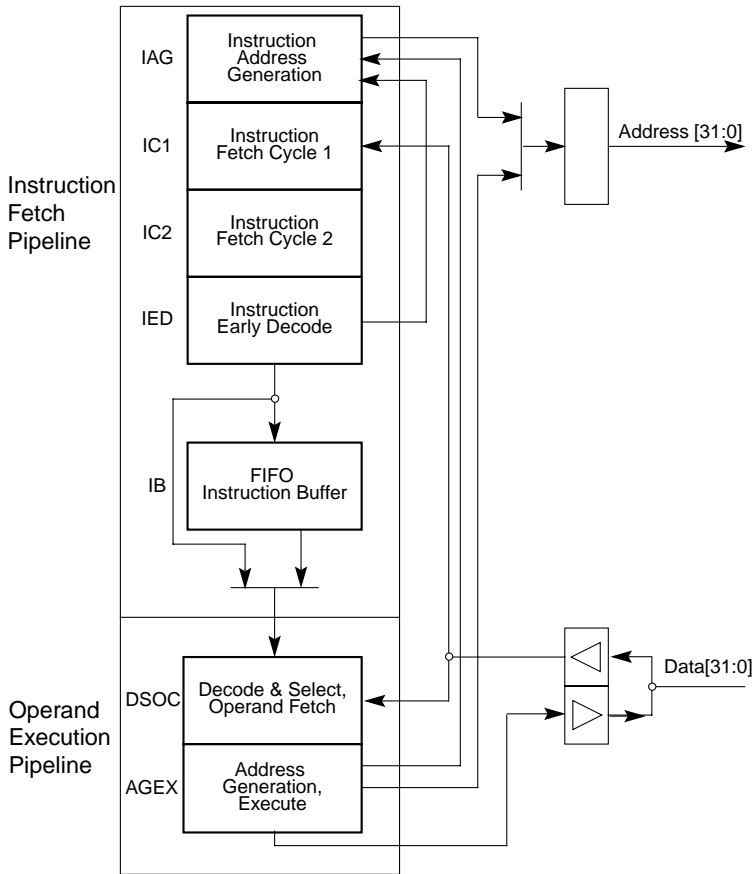 IAG
Instruction
Address
Generation
Address [31:0]
IC1
Instruction
Fetch Cycle 1
Instruction
Fetch
Pipeline
IC2
Instruction
Fetch Cycle 2
IED
Instruction
Early Decode
IB
FIFO
Instruction Buffer
Data[31:0]
Operand
Execution
Pipeline
DSOC
Decode & Select,
Operand Fetch
AGEX
Address
Generation,
Execute